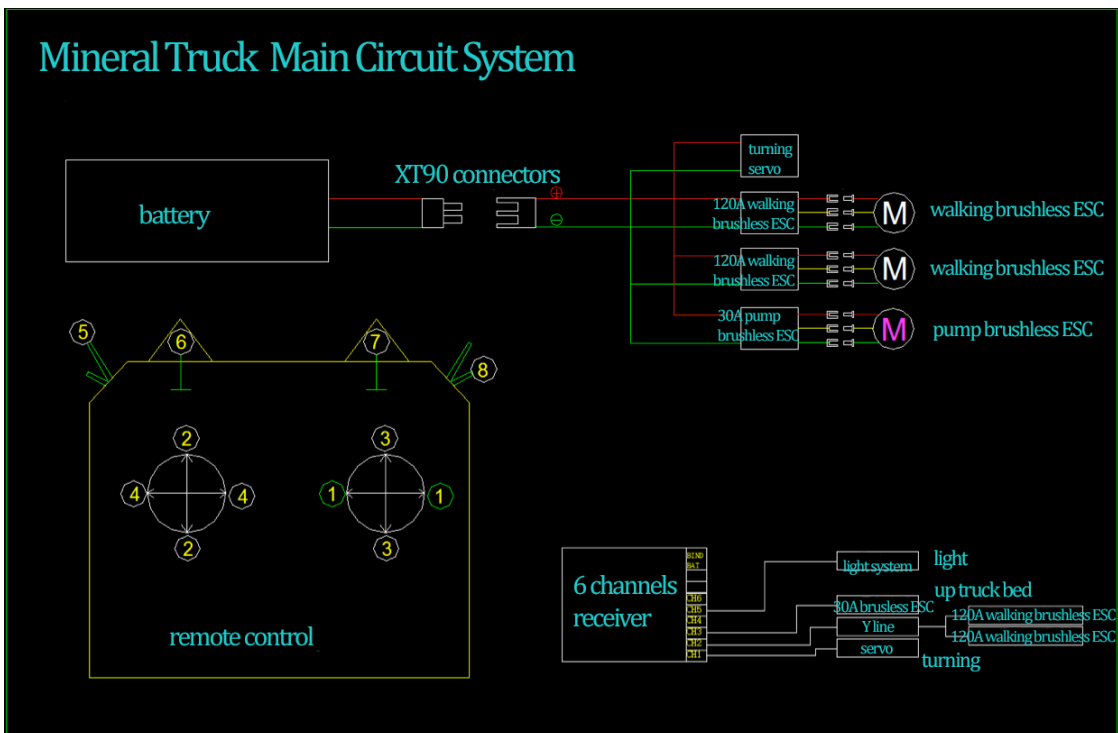 Mineral Truck Main Circuit System
battery
XT90 connectors
turning
servo
120A walking
brushless ESC
M
walking brushless ESC
120A walking
brushless ESC
M
walking brushless ESC
30A pump
brushless ESC
M
pump brushless ESC
5
6
7
8
2
4
4
2
3
1
1
3
remote control
6 channels
receiver
BIND
BAT
CH6
CH5
CH4
CH3
CH2
CH1
light system
light
up truck bed
30A brusless ESC
Y line
120A walking brushless ESC
120A walking brushless ESC
servo
turning